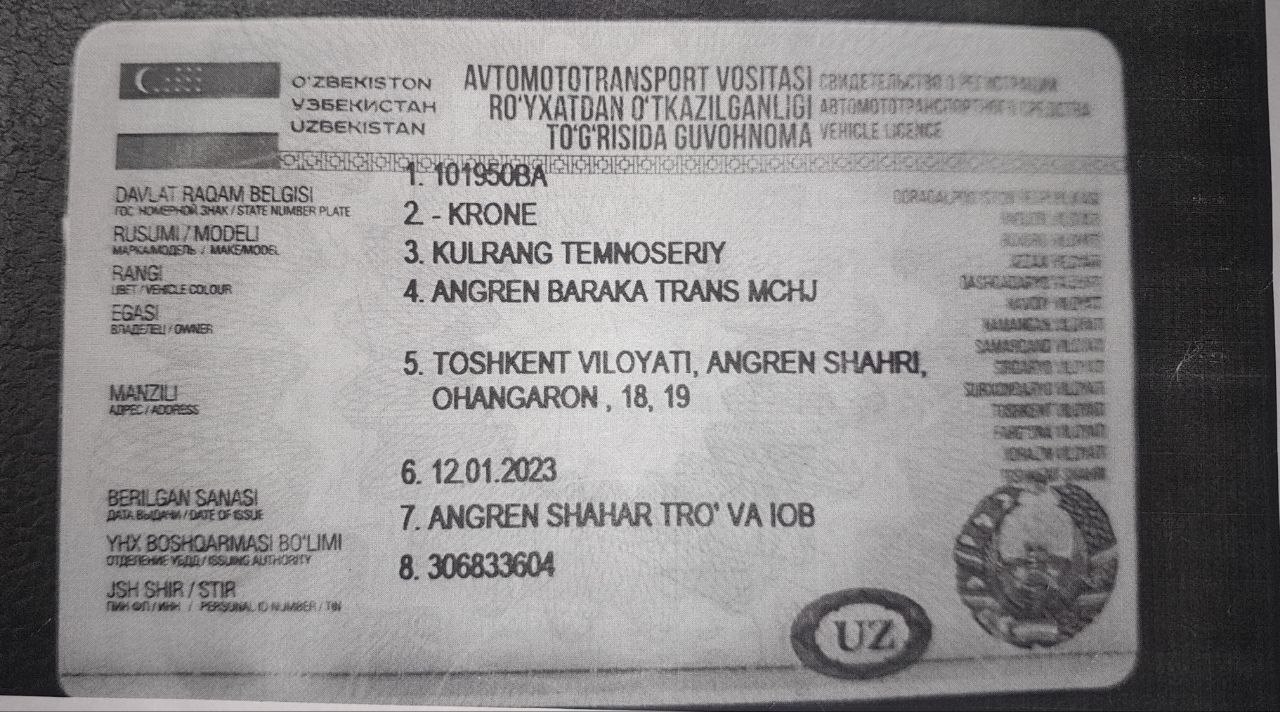 O'ZBEKISTON
ЎЗБЕКИСТАН
UZBEKISTAN
AVTOMOTOTRANSPORT VOSITASI
RO'YXATDAN O'TKAZILGANLIGI
TO'G'RISIDA GUVOHNOMA
СВИДЕТЕЛЬСТВО О РЕГИСТРАЦИИ
АВТОМОТОТРАНСПОРТНОГО СРЕДСТВА
VEHICLE LICENCE
DAVLAT RAQAM BELGISI
ГОС. НОМЕРНОЙ ЗНАК / STATE NUMBER PLATE
1. 101950BA
RUSUMI / MODELI
МАРКА/МОДЕЛЬ / MAKE/MODEL
2. - KRONE
RANGI
ЦВЕТ / VEHICLE COLOUR
3. KULRANG TEMNOSERIY
EGASI
ВЛАДЕЛЕЦ / OWNER
4. ANGREN BARAKA TRANS MCHJ
MANZILI
АДРЕС / ADDRESS
5. TOSHKENT VILOYATI, ANGREN SHAHRI,
OHANGARON , 18, 19
BERILGAN SANASI
ДАТА ВЫДАЧИ / DATE OF ISSUE
6. 12.01.2023
YHX BOSHQARMASI BO'LIMI
ОТДЕЛЕНИЕ УБДД / ISSUING AUTHORITY
7. ANGREN SHAHAR TRO' VA IOB
JSH SHIR / STIR
ПИН ФЛ / ИНН / PERSONAL ID NUMBER / TIN
8. 306833604
QORAQALPOG'ISTON RESPUBLIKASI
JIZZAX VILOYATI
QASHQADARYO VILOYATI
NAVOIY VILOYATI
NAMANGAN VILOYATI
SAMARQAND VILOYATI
SIRDARYO VILOYATI
SURXONDARYO VILOYATI
TOSHKENT VILOYATI
FARG'ONA VILOYATI
XORAZM VILOYATI
TOSHKENT SHAHRI
UZ